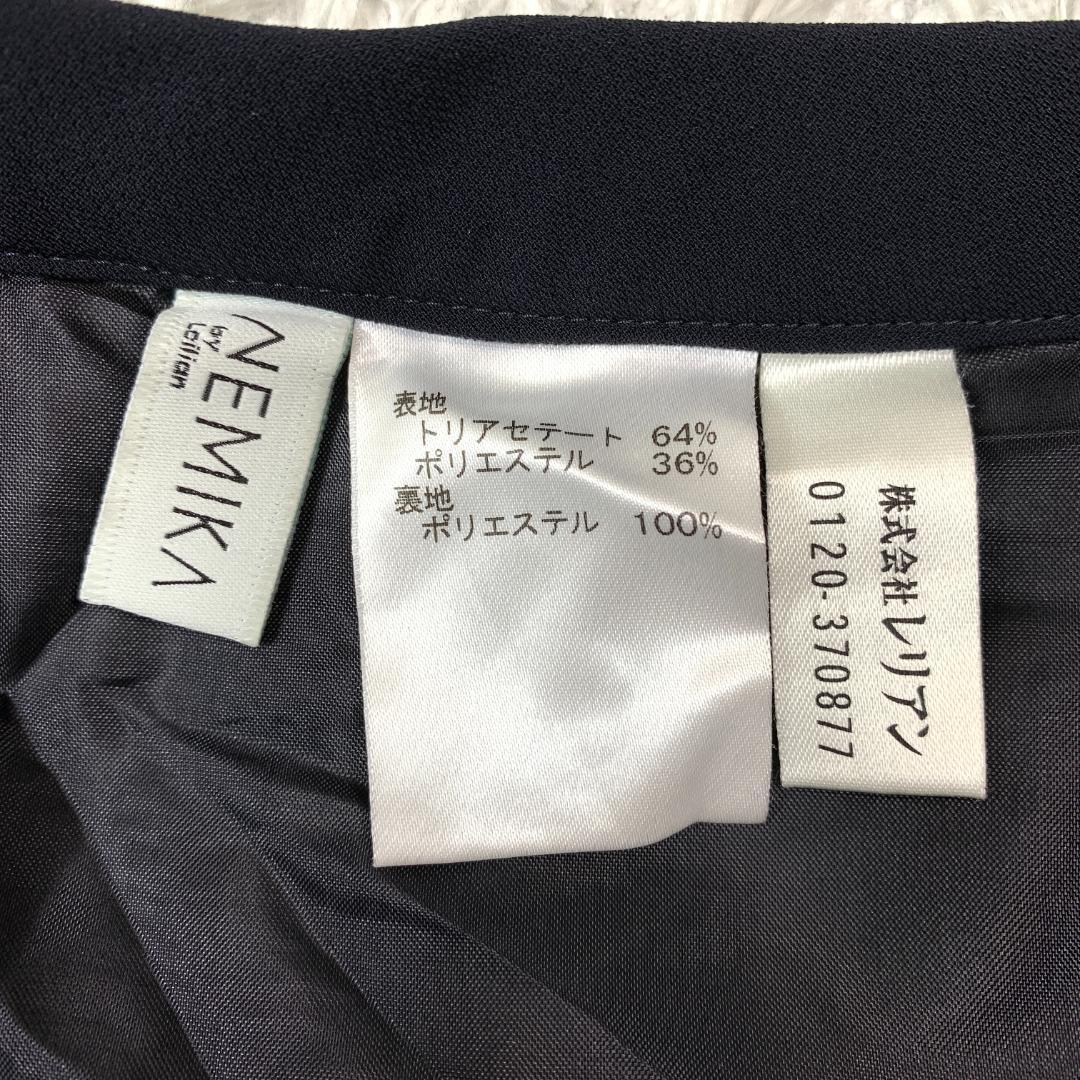 NEMIKA
by
Leilian
表地
トリアセテート 64%
ポリエステル 36%
裏地
ポリエステル 100%
株式会社レリアン
0120-370877